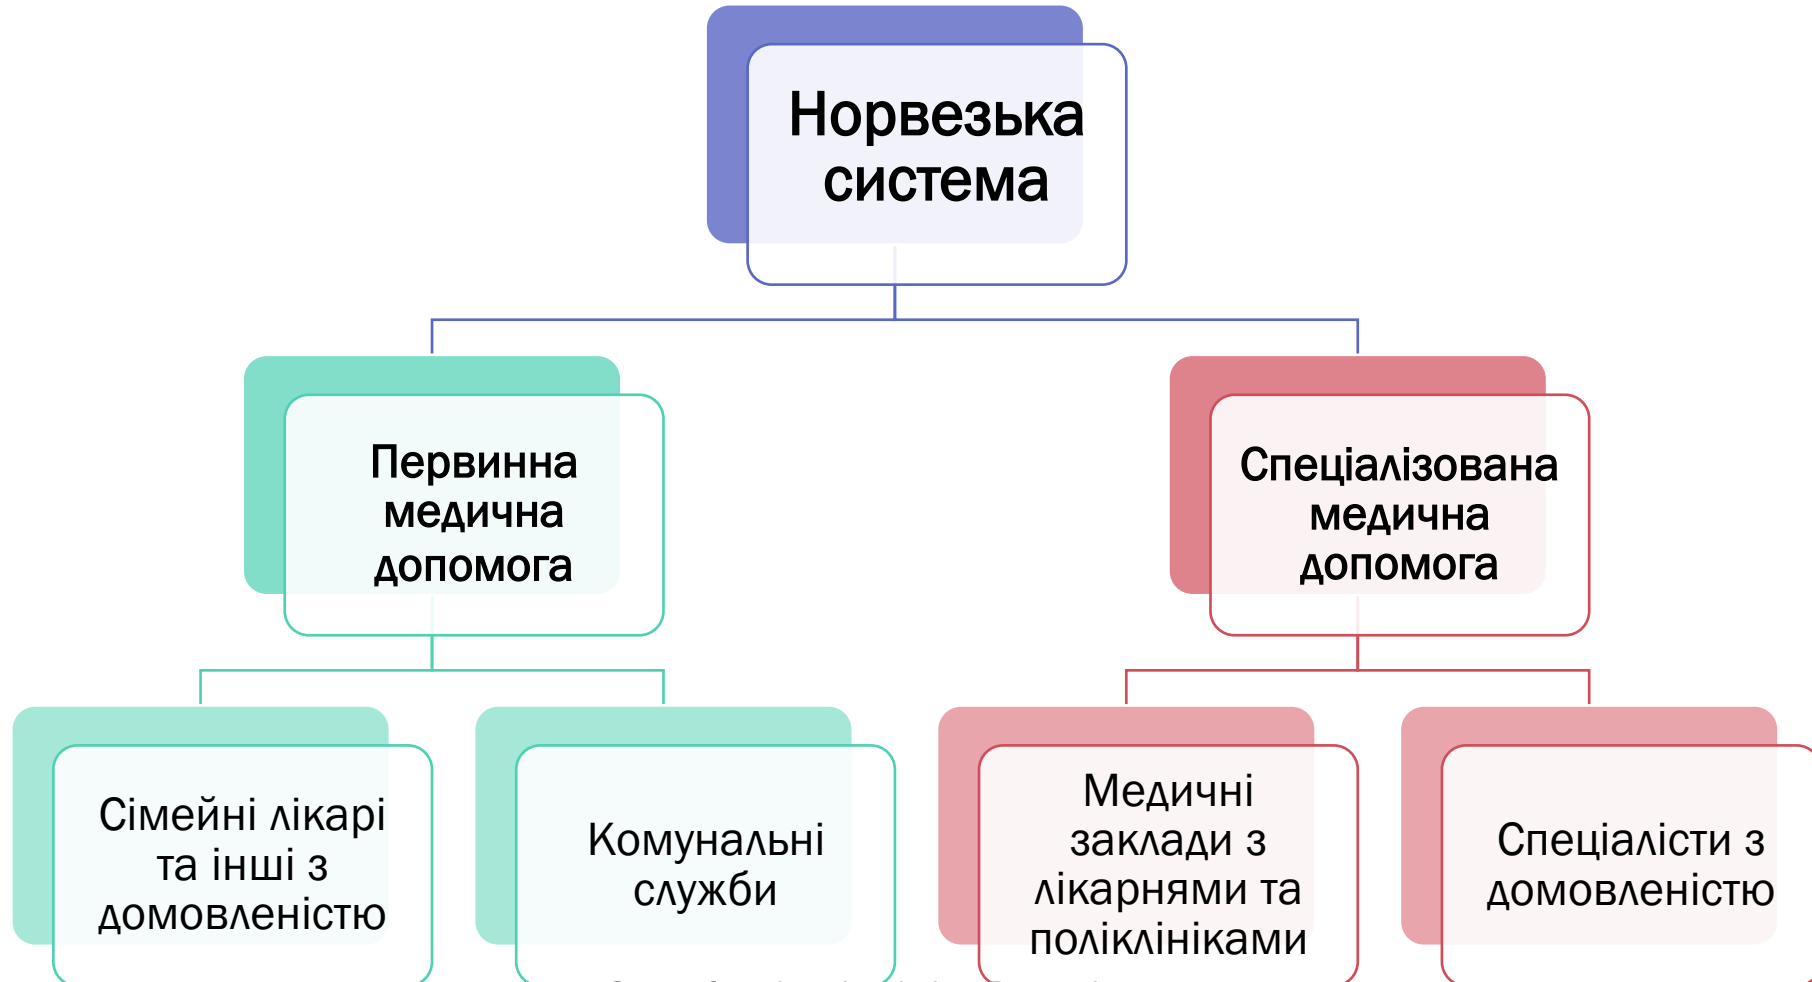 Норвезька
система
Первинна
медична
допомога
Спеціалізована
медична
допомога
Сімейні лікарі
та інші з
домовленістю
Комунальні
служби
Медичні
заклади з
лікарнями та
поліклініками
Спеціалісти з
домовленістю